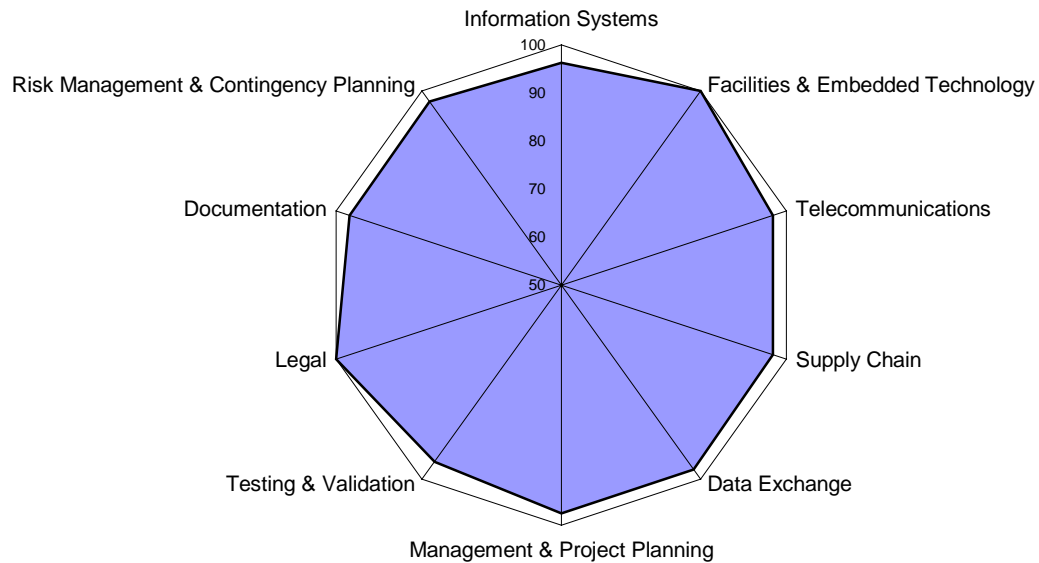 Information Systems
100
Risk Management & Contingency Planning
90
Facilities & Embedded Technology
80
70
Documentation
Telecommunications
60
50
Legal
Supply Chain
Testing & Validation
Data Exchange
Management & Project Planning